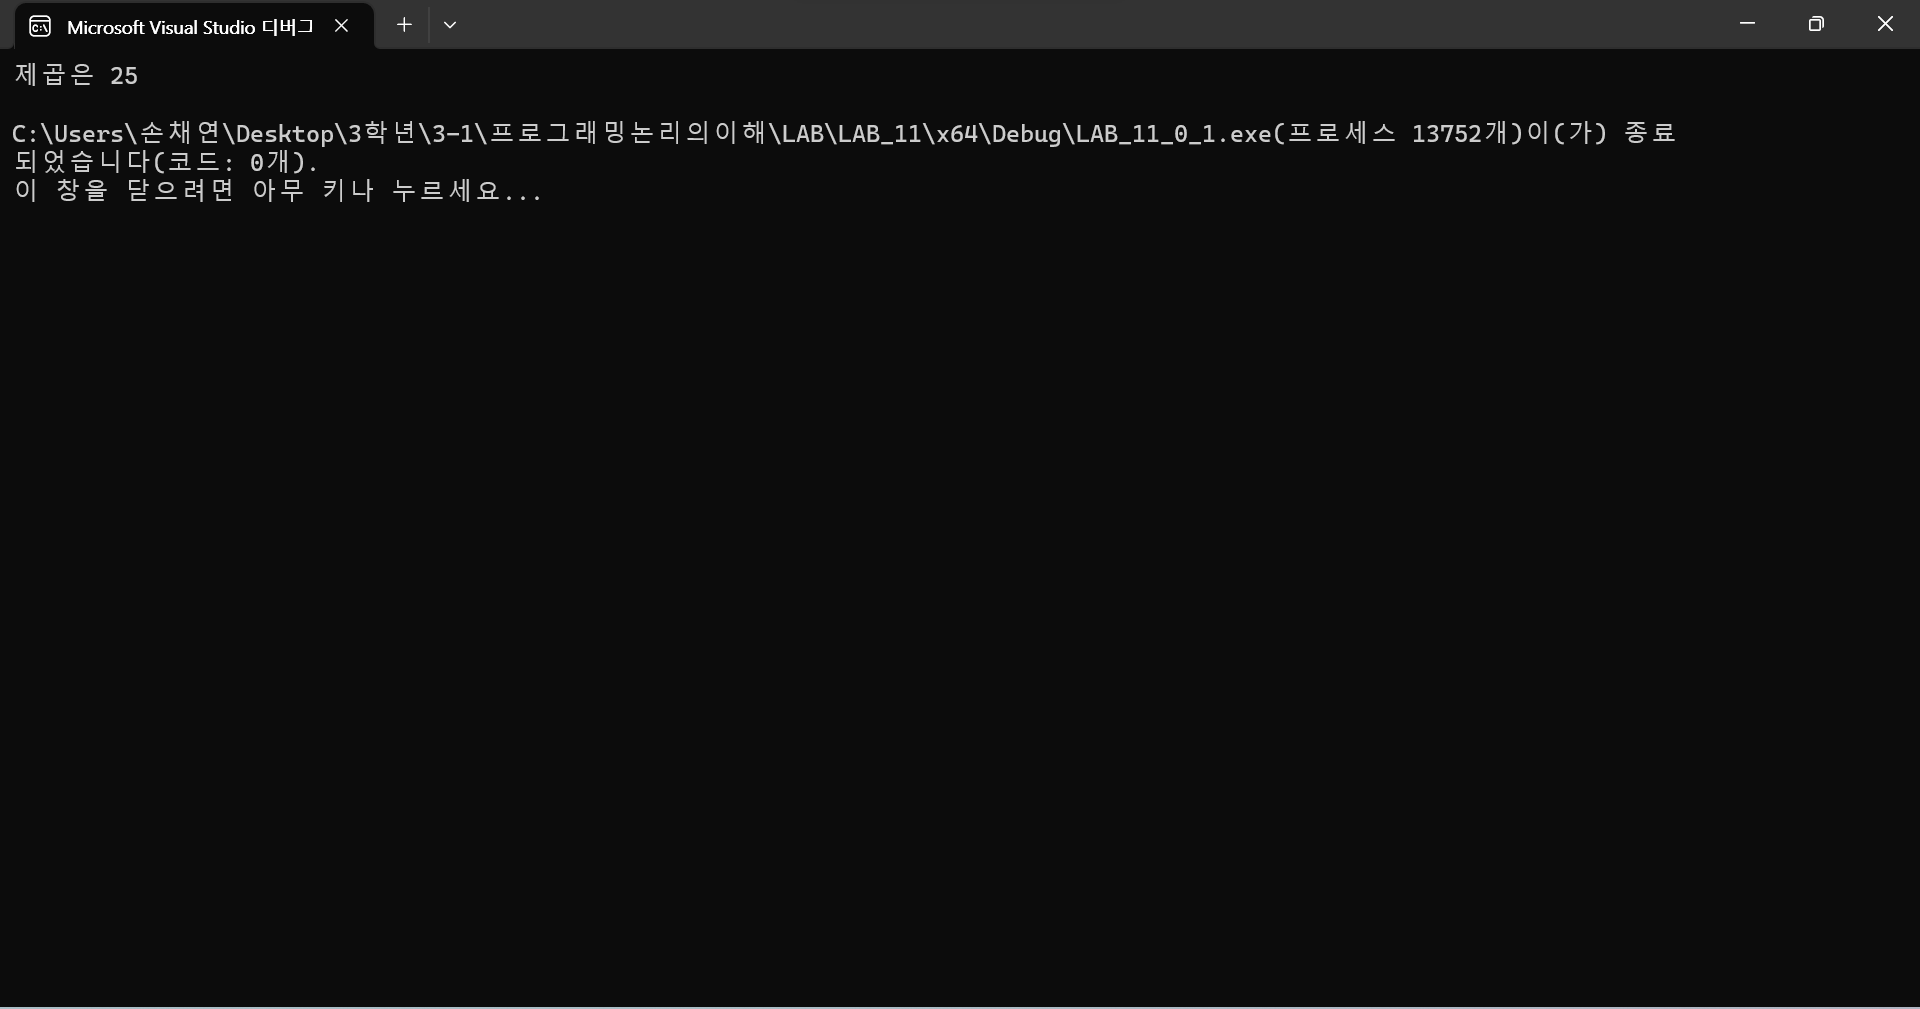 Microsoft Visual Studio 디버그
제곱은 25
C:\Users\손채연\Desktop\3학년\3-1\프로그래밍논리의이해\LAB\LAB_11\x64\Debug\LAB_11_0_1.exe(프로세스 13752개)이(가) 종료
되었습니다(코드: 0개).
이 창을 닫으려면 아무 키나 누르세요...